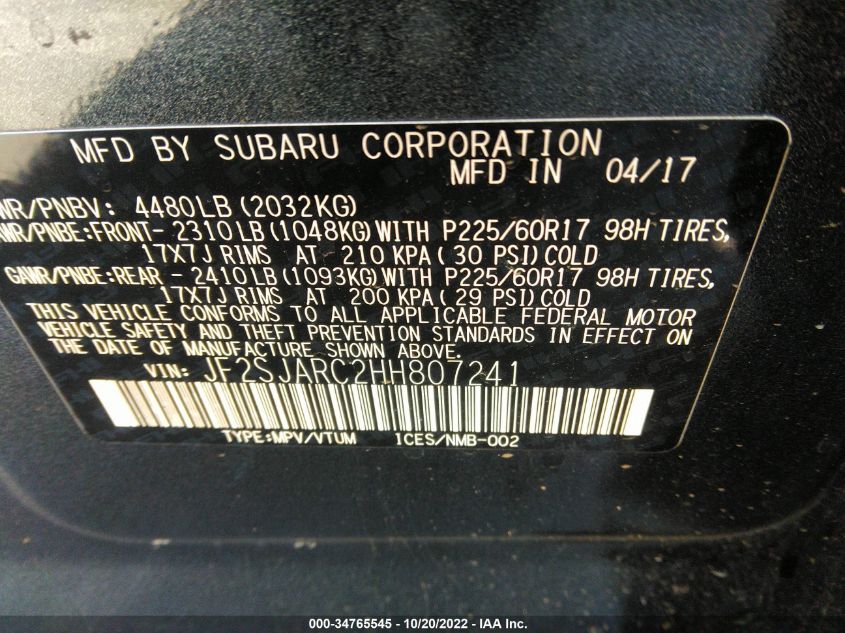 MFD BY SUBARU CORPORATION
MFD IN 04/17
WR/PNBV: 4480LB (2032KG)
WR/PNBE:FRONT- 2310LB (1048KG) WITH P225/60R17 98H TIRES,
17X7J RIMS AT 210 KPA ( 30 PSI) COLD
GAWR/PNBE:REAR - 2410LB (1093KG) WITH P225/60R17 98H TIRES,
17X7J RIMS AT 200 KPA ( 29 PSI) COLD
THIS VEHICLE CONFORMS TO ALL APPLICABLE FEDERAL MOTOR
VEHICLE SAFETY AND THEFT PREVENTION STANDARDS IN EFFECT ON
THE DATE OF MANUFACTURE SHOWN ABOVE.
VIN: JF2SJARC2HH807241
TYPE:MPV/VTUM ICES/NMB-002
000-34765545 - 10/20/2022 - IAA Inc.